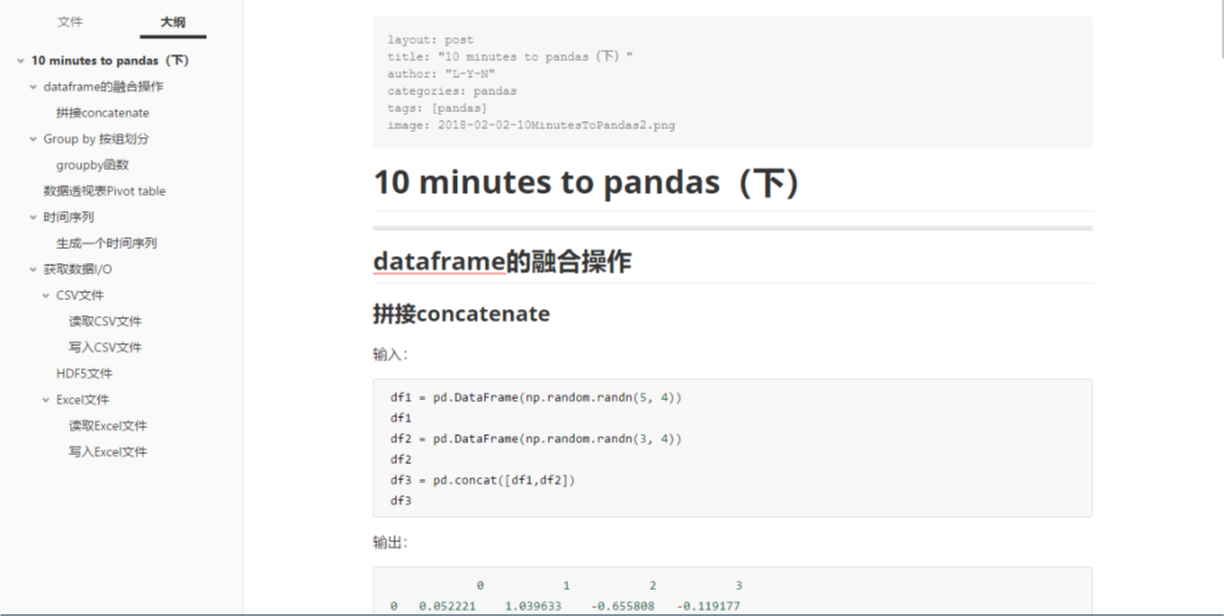 文件 大纲
10 minutes to pandas（下）
dataframe的融合操作
拼接concatenate
Group by 按组划分
groupby函数
数据透视表Pivot table
时间序列
生成一个时间序列
获取数据I/O
CSV文件
读取CSV文件
写入CSV文件
HDF5文件
Excel文件
读取Excel文件
写入Excel文件
layout: post
title: "10 minutes to pandas（下）"
author: "L-Y-N"
categories: pandas
tags: [pandas]
image: 2018-02-02-10MinutesToPandas2.png
10 minutes to pandas（下）
dataframe的融合操作
拼接concatenate
输入：
df1 = pd.DataFrame(np.random.randn(5, 4))
df1
df2 = pd.DataFrame(np.random.randn(3, 4))
df2
df3 = pd.concat([df1,df2])
df3
输出：
0 1 2 3
0 0.052221 1.039633 -0.655808 -0.119177